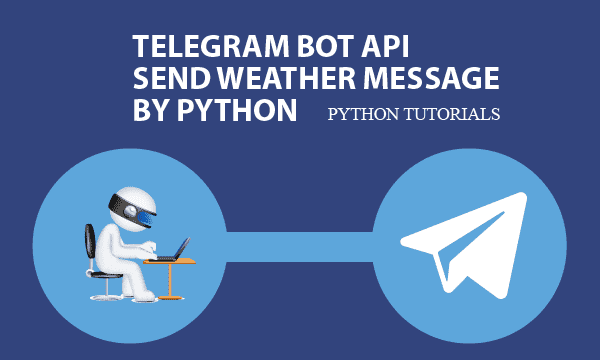 TELEGRAM BOT API
SEND WEATHER MESSAGE
BY PYTHON
PYTHON TUTORIALS